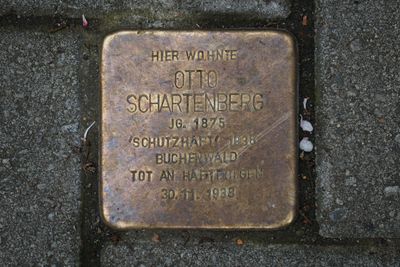 HIER WOHNTE
OTTO
SCHARTENBERG
JG. 1875
'SCHUTZHAFT' 1938
BUCHENWALD
TOT AN HAFTFOLGEN
30.11.1938